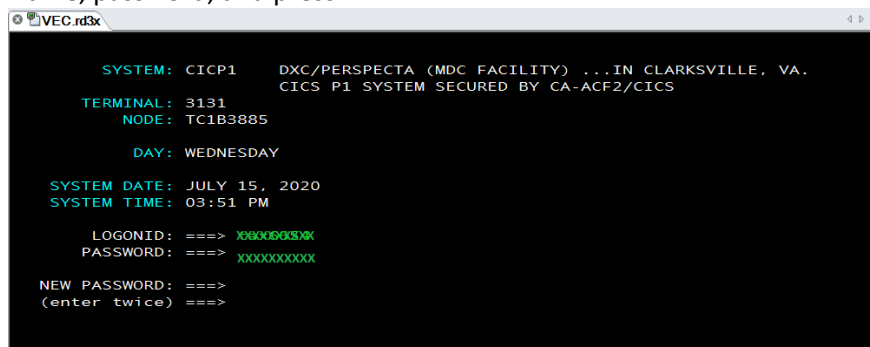 VEC.rd3x
SYSTEM: CICP1 DXC/PERSPECTA (MDC FACILITY) ...IN CLARKSVILLE, VA.
CICS P1 SYSTEM SECURED BY CA-ACF2/CICS
TERMINAL: 3131
NODE: TC1B3885
DAY: WEDNESDAY
SYSTEM DATE: JULY 15, 2020
SYSTEM TIME: 03:51 PM
LOGONID: ===>
PASSWORD: ===> XXXXXXXXXX
NEW PASSWORD: ===>
(enter twice) ===>